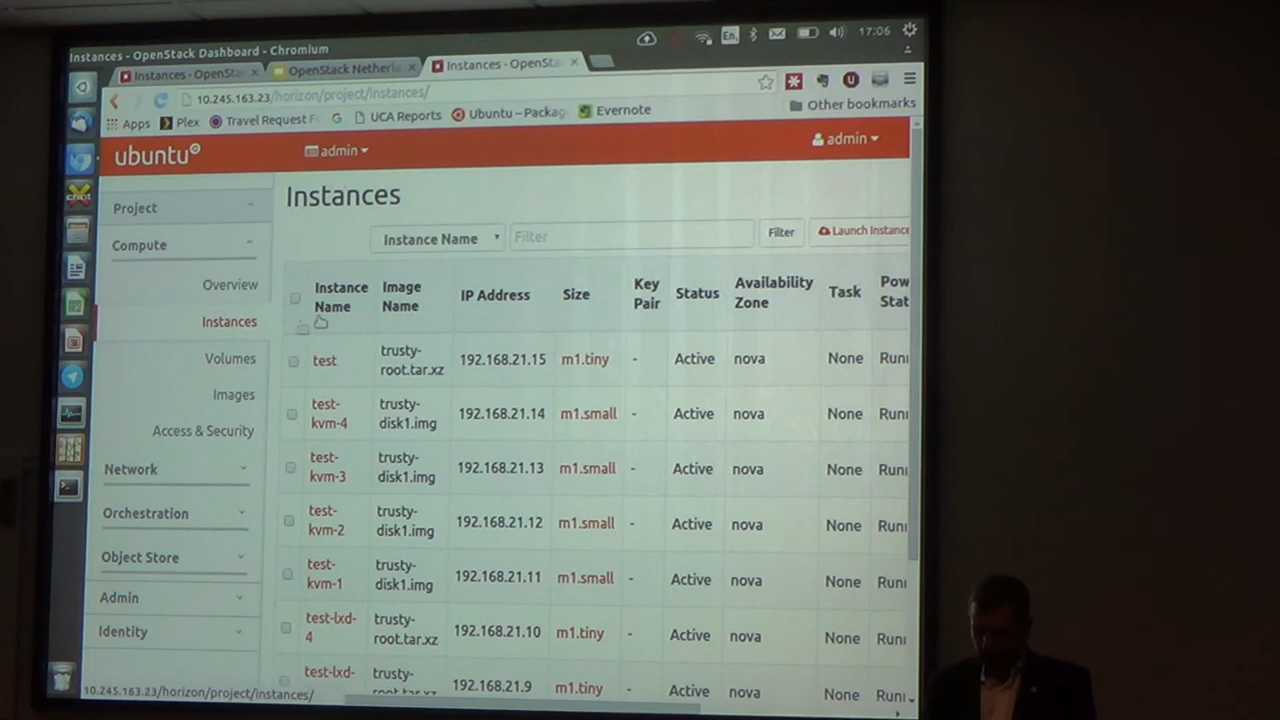 Instances - OpenStack Dashboard - Chromium
En
17:06
Instances - OpenSta
OpenStack Netherla
Instances - OpenSta
10.245.163.23/horizon/project/instances/
Apps
Plex
Travel Request F
UCA Reports
Ubuntu – Packag
Evernote
Other bookmarks
ubuntu
admin
admin
Project
Compute
Overview
Instances
Volumes
Images
Access & Security
Network
Orchestration
Object Store
Admin
Identity
Instances
Instance Name
Filter
Filter
Launch Instance
Instance Name
Image Name
IP Address
Size
Key Pair
Status
Availability Zone
Task
Pow
Stat
test
trusty-root.tar.xz
192.168.21.15
m1.tiny
-
Active
nova
None
Runi
test-kvm-4
trusty-disk1.img
192.168.21.14
m1.small
-
Active
nova
None
Runi
test-kvm-3
trusty-disk1.img
192.168.21.13
m1.small
-
Active
nova
None
Runi
test-kvm-2
trusty-disk1.img
192.168.21.12
m1.small
-
Active
nova
None
Runi
test-kvm-1
trusty-disk1.img
192.168.21.11
m1.small
-
Active
nova
None
Runi
test-lxd-4
trusty-root.tar.xz
192.168.21.10
m1.tiny
-
Active
nova
None
Runi
test-lxd-
trusty-
192.168.21.9
m1.tiny
-
Active
nova
None
Runi
10.245.163.23/horizon/project/instances/